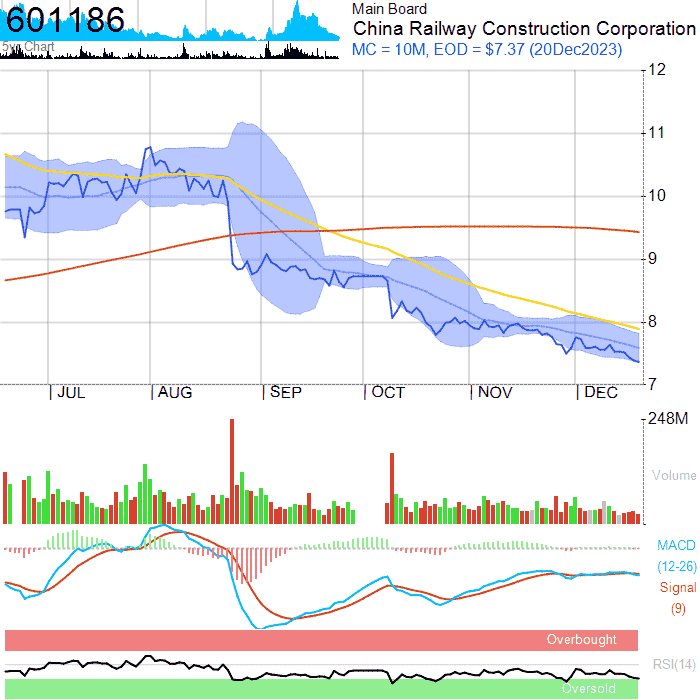 601186
5yr Chart
Main Board
China Railway Construction Corporation
MC = 10M, EOD = $7.37 (20Dec2023)
12
11
10
9
8
7
JUL AUG SEP OCT NOV DEC
248M
Volume
MACD
(12-26)
Signal
(9)
Overbought
RSI(14)
Oversold